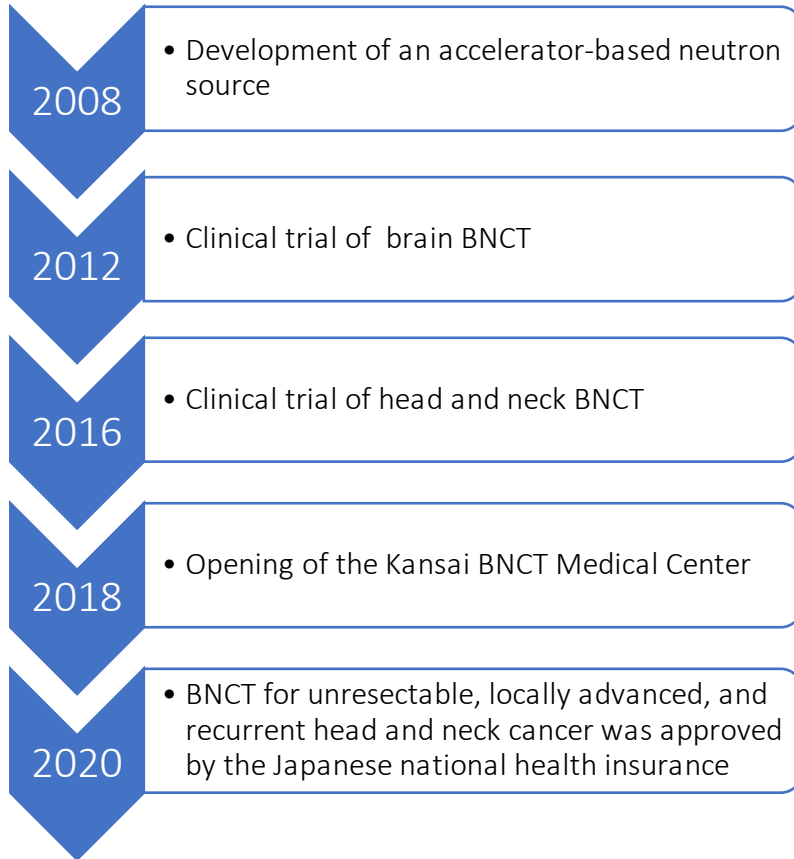 2008
• Development of an accelerator-based neutron
source
2012
• Clinical trial of  brain BNCT
2016
• Clinical trial of head and neck BNCT
2018
• Opening of the Kansai BNCT Medical Center
2020
• BNCT for unresectable, locally advanced, and
recurrent head and neck cancer was approved
by the Japanese national health insurance